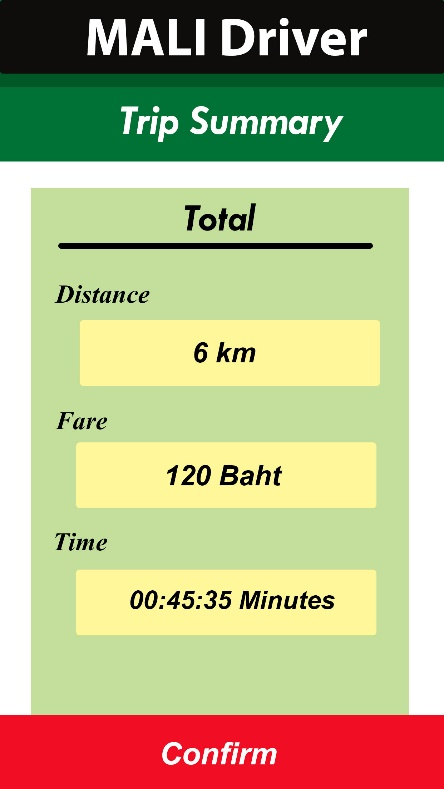 MALI Driver
Trip Summary
Total
Distance
6 km
Fare
120 Baht
Time
00:45:35 Minutes
Confirm